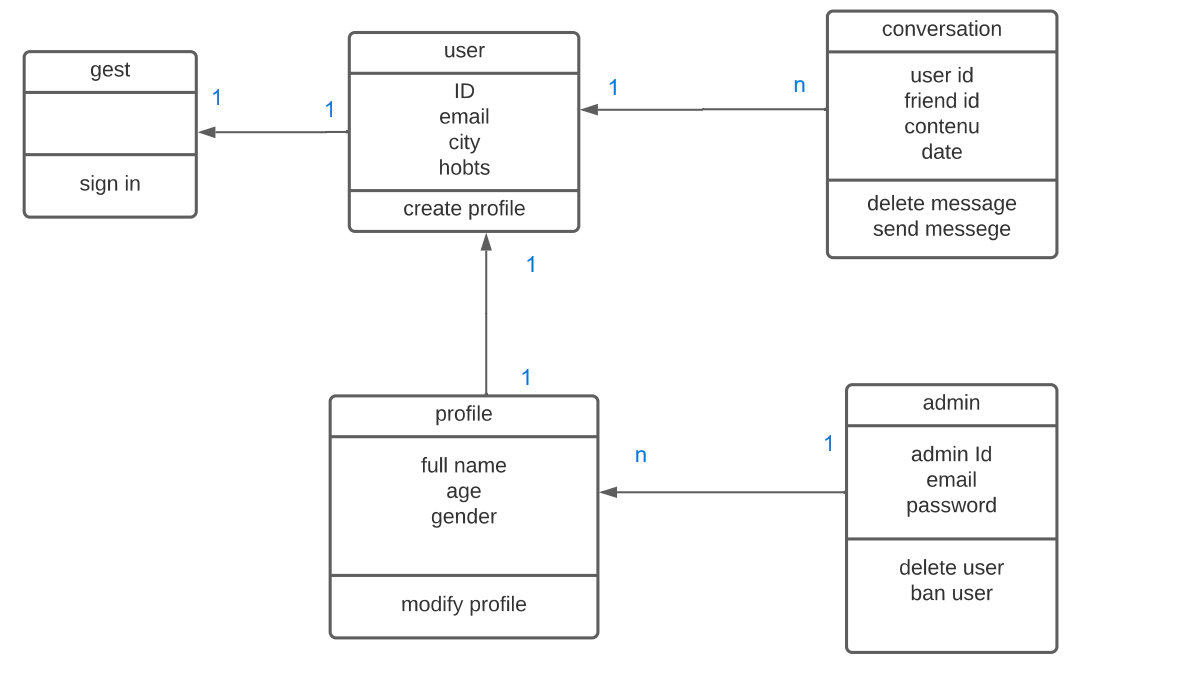 gest
sign in
1
1
user
ID
email
city
hobts
create profile
1
n
conversation
user id
friend id
contenu
date
delete message
send messege
1
1
profile
full name
age
gender
modify profile
n
1
admin
admin Id
email
password
delete user
ban user